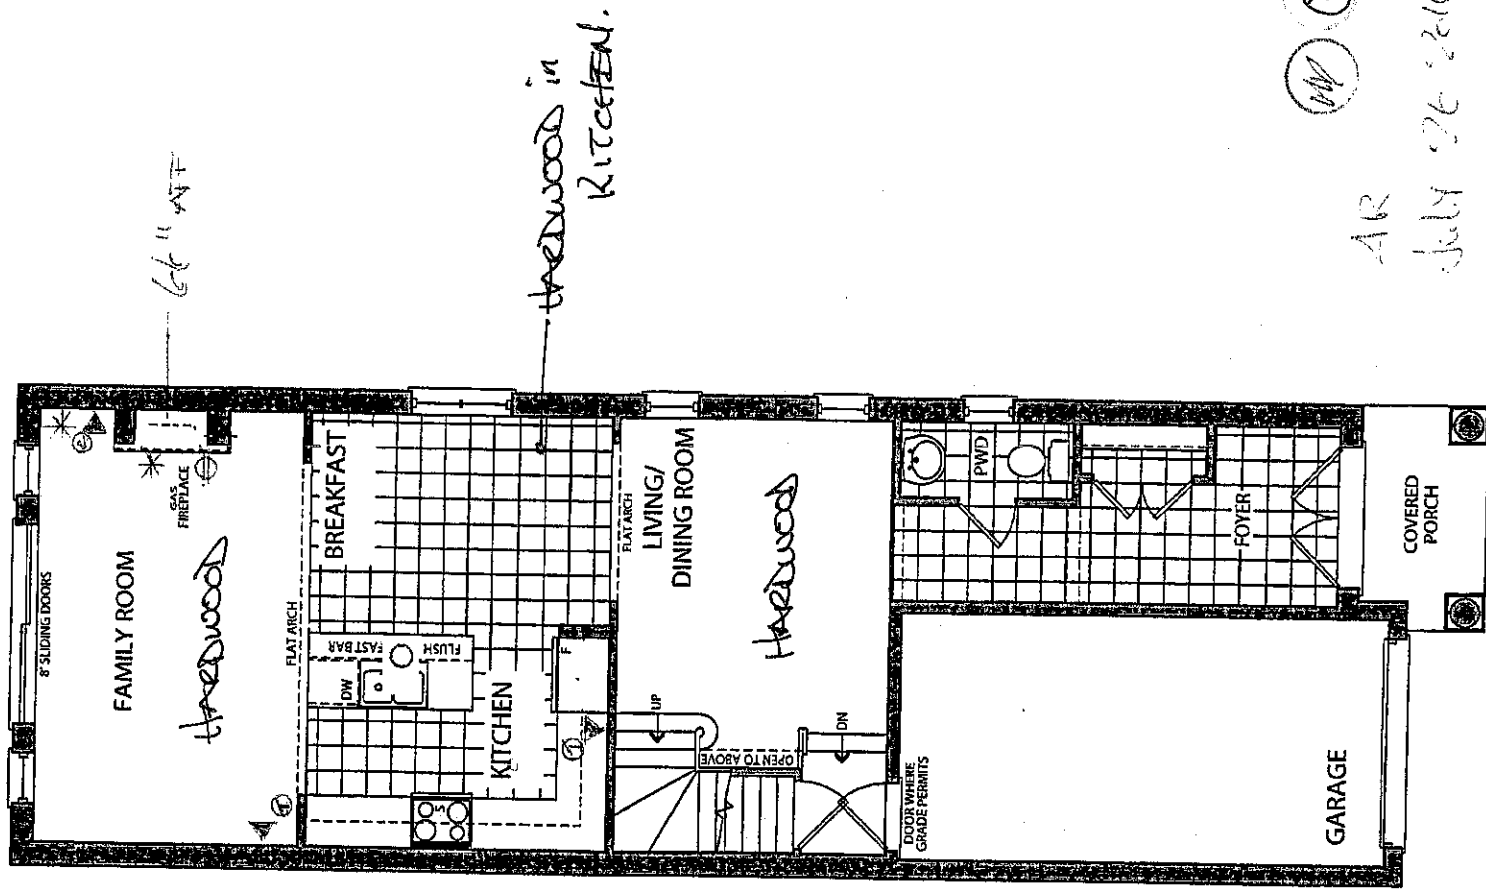 8' SLIDING DOORS
FAMILY ROOM
HARDWOOD
GAS
FIREPLACE
66" AFF
FLAT ARCH
BREAKFAST
DW
FAST BAR
FLUSH
KITCHEN
F
HARDWOOD in
KITCHEN.
FLAT ARCH
LIVING/
DINING ROOM
HARDWOOD
UP
OPEN TO ABOVE
DN
PWD
FOYER
DOOR WHERE
GRADE PERMITS
GARAGE
COVERED
PORCH
AR
July